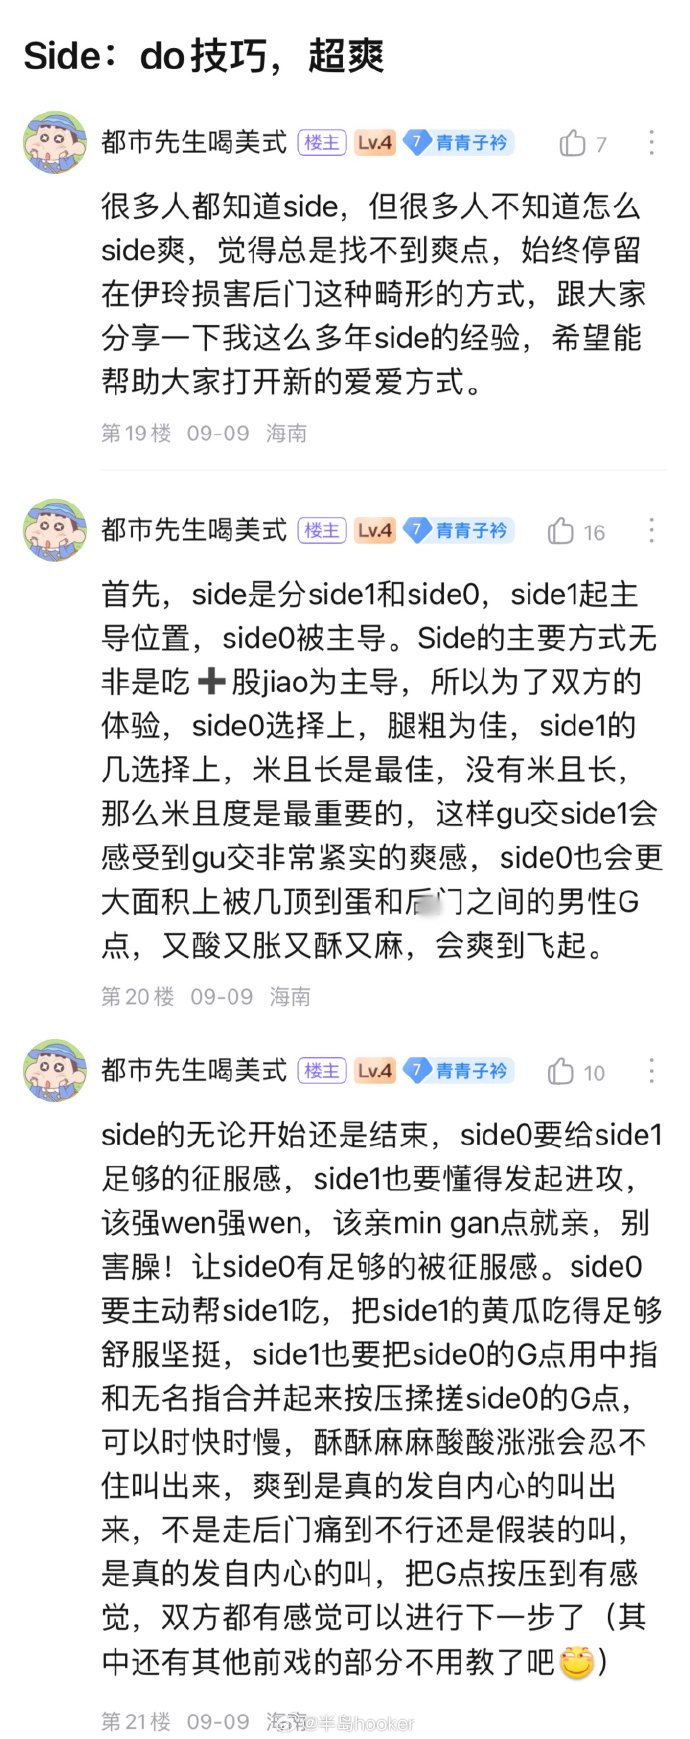 Side：do技巧，超爽
都市先生喝美式 楼主 Lv.4 7 青青子衿 7
很多人都知道side，但很多人不知道怎么
side爽，觉得总是找不到爽点，始终停留
在伊玲损害后门这种畸形的方式，跟大家
分享一下我这么多年side的经验，希望能
帮助大家打开新的爱爱方式。
第19楼 09-09 海南
都市先生喝美式 楼主 Lv.4 7 青青子衿 16
首先，side是分side1和side0，side1起主
导位置，side0被主导。Side的主要方式无
非是吃➕股jiao为主导，所以为了双方的
体验，side0选择上，腿粗为佳，side1的
几选择上，米且长是最佳，没有米且长，
那么米且度是最重要的，这样gu交side1会
感受到gu交非常紧实的爽感，side0也会更
大面积上被几顶到蛋和后门之间的男性G
点，又酸又胀又酥又麻，会爽到飞起。
第20楼 09-09 海南
都市先生喝美式 楼主 Lv.4 7 青青子衿 10
side的无论开始还是结束，side0要给side1
足够的征服感，side1也要懂得发起进攻，
该强wen强wen，该亲min gan点就亲，别
害臊！让side0有足够的被征服感。side0
要主动帮side1吃，把side1的黄瓜吃得足够
舒服坚挺，side1也要把side0的G点用中指
和无名指合并起来按压揉搓side0的G点，
可以时快时慢，酥酥麻麻酸酸涨涨会忍不
住叫出来，爽到是真的发自内心的叫出
来，不是走后门痛到不行还是假装的叫，
是真的发自内心的叫，把G点按压到有感
觉，双方都有感觉可以进行下一步了（其
中还有其他前戏的部分不用教了吧😏）
第21楼 09-09 海南
@半岛hooker